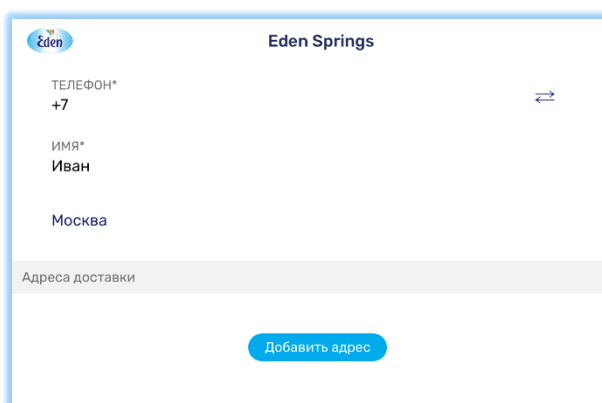 Eden
Eden Springs
ТЕЛЕФОН*
+7
ИМЯ*
Иван
Москва
Адреса доставки
Добавить адрес